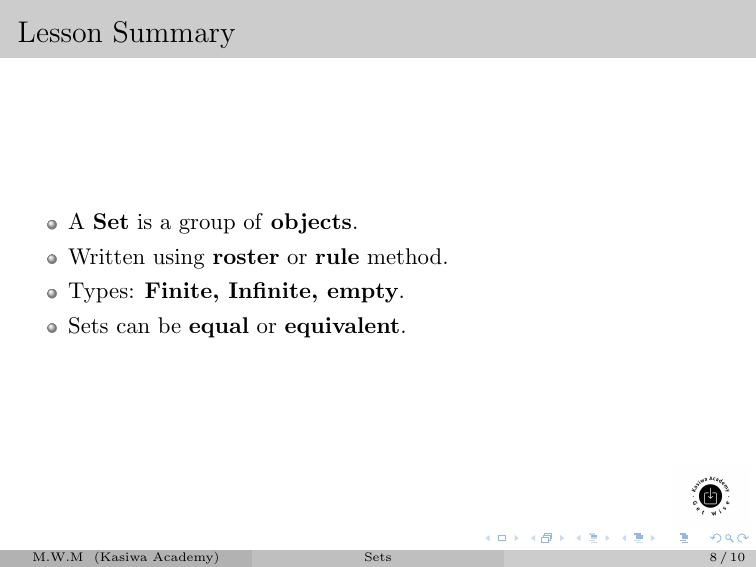 Lesson Summary
A Set is a group of objects.
Written using roster or rule method.
Types: Finite, Infinite, empty.
Sets can be equal or equivalent.
Kasiwa Academy
Get Wise
M.W.M (Kasiwa Academy)
Sets
8 / 10